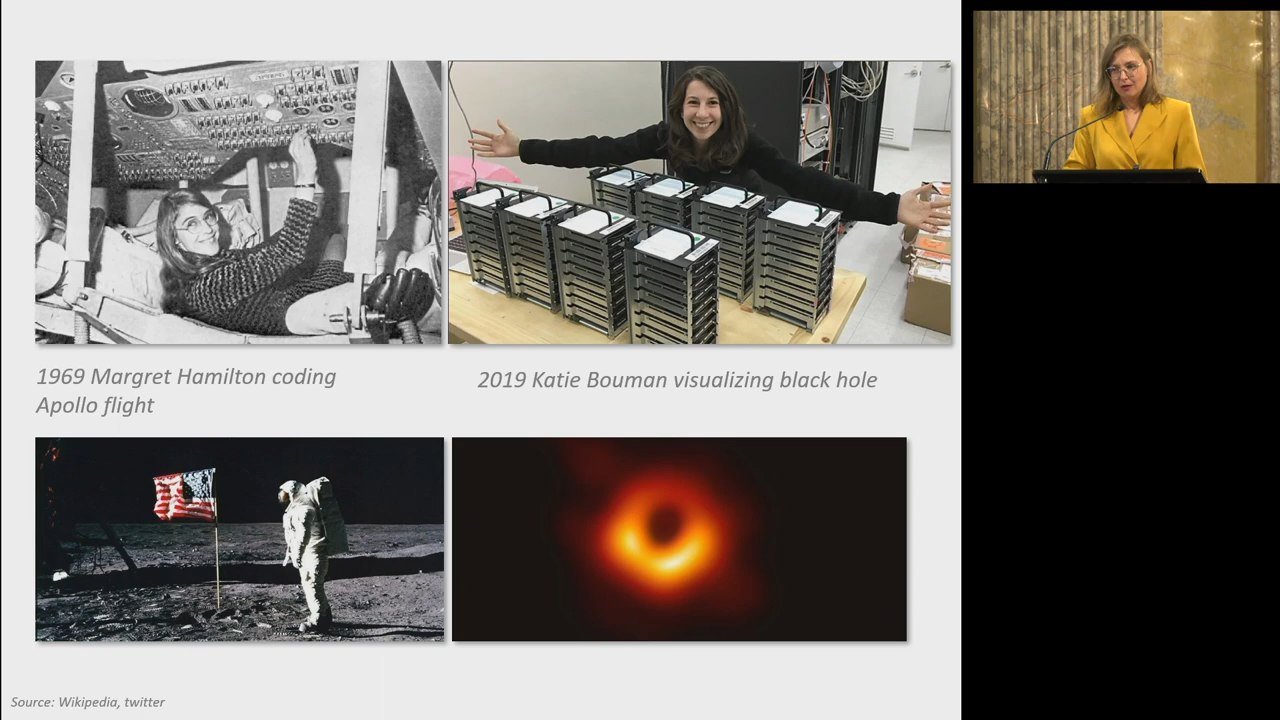 1969 Margret Hamilton coding
Apollo flight
2019 Katie Bouman visualizing black hole
Source: Wikipedia, twitter